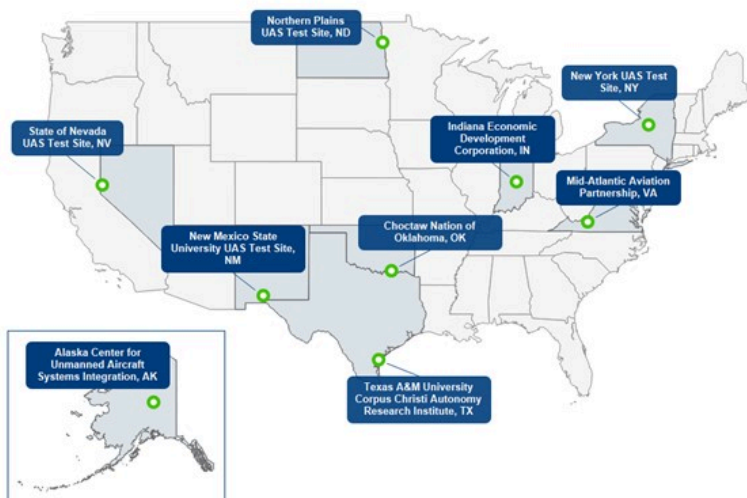 Northern Plains
UAS Test Site, ND
New York UAS Test
Site, NY
State of Nevada
UAS Test Site, NV
Indiana Economic
Development
Corporation, IN
Mid-Atlantic Aviation
Partnership, VA
New Mexico State
University UAS Test Site,
NM
Choctaw Nation of
Oklahoma, OK
Alaska Center for
Unmanned Aircraft
Systems Integration, AK
Texas A&M University
Corpus Christi Autonomy
Research Institute, TX